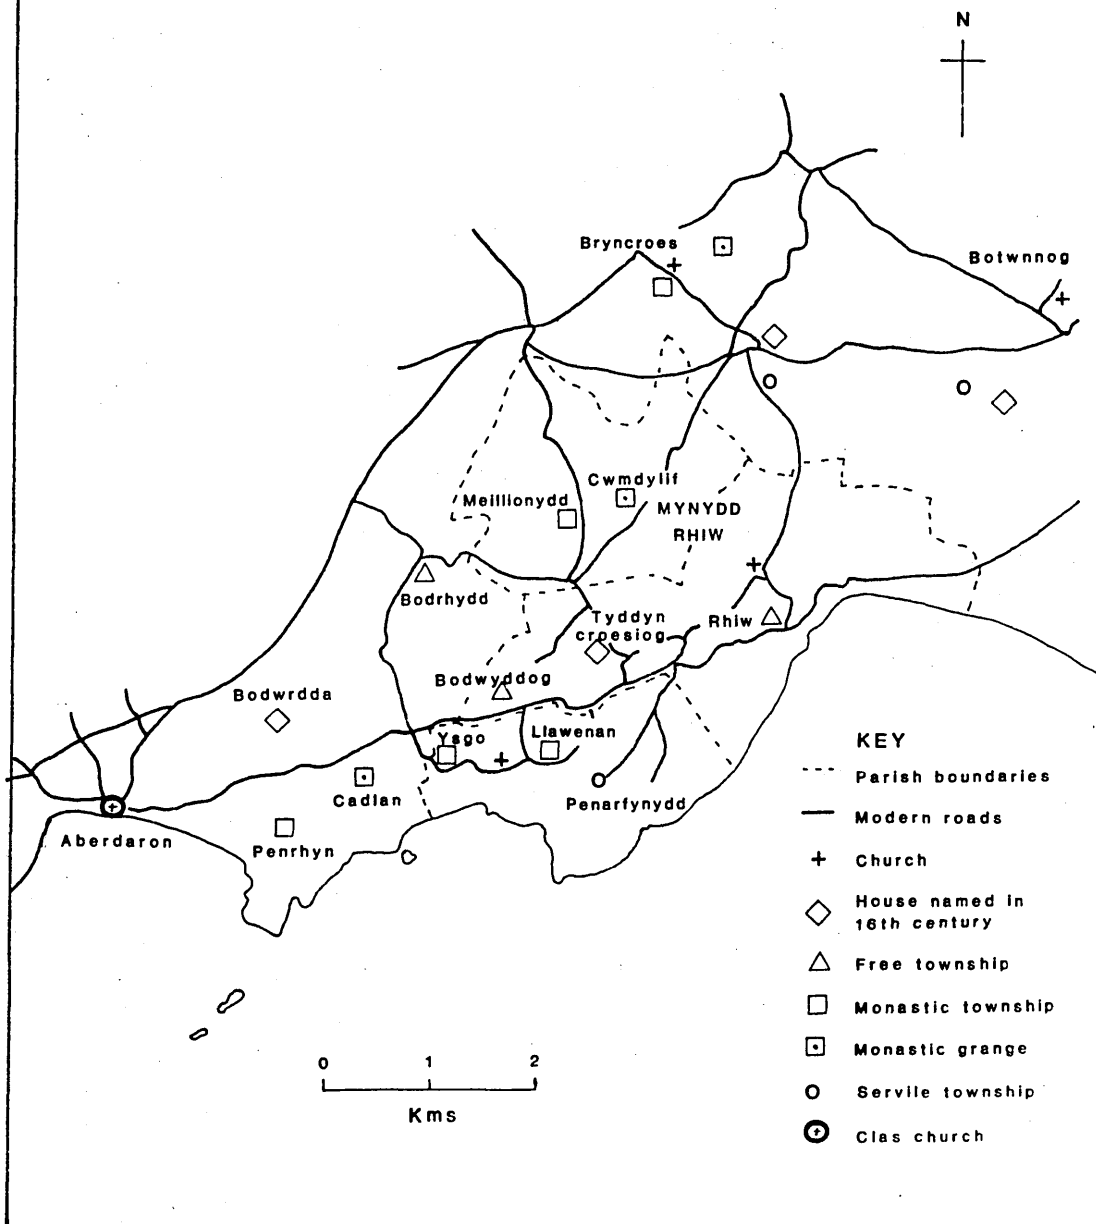 N
Bryncroes
Botwnnog
Cwmdylif
Meillionydd
MYNYDD
RHIW
Bodrhydd
Tyddyn
croesiog
Rhiw
Bodwyddog
Bodwrdda
Ysgo
Llawenan
Cadlan
Penarfynydd
Aberdaron
Penrhyn
KEY
Parish boundaries
Modern roads
Church
House named in
16th century
Free township
Monastic township
Monastic grange
Servile township
Clas church
0 1 2
Kms